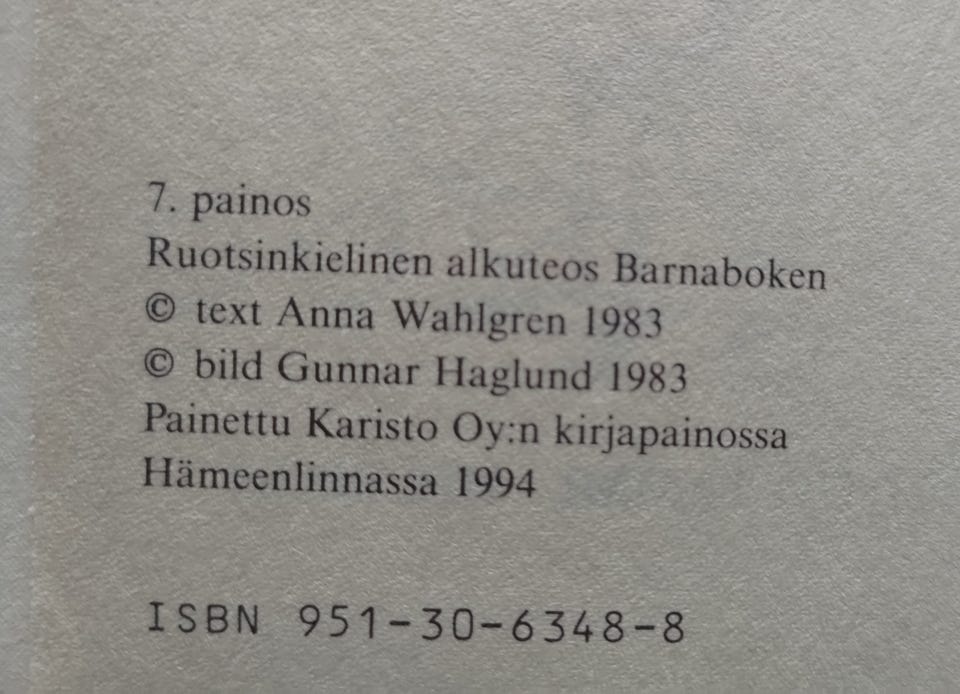 7. painos
Ruotsinkielinen alkuteos Barnaboken
© text Anna Wahlgren 1983
© bild Gunnar Haglund 1983
Painettu Karisto Oy:n kirjapainossa
Hämeenlinnassa 1994
ISBN 951-30-6348-8